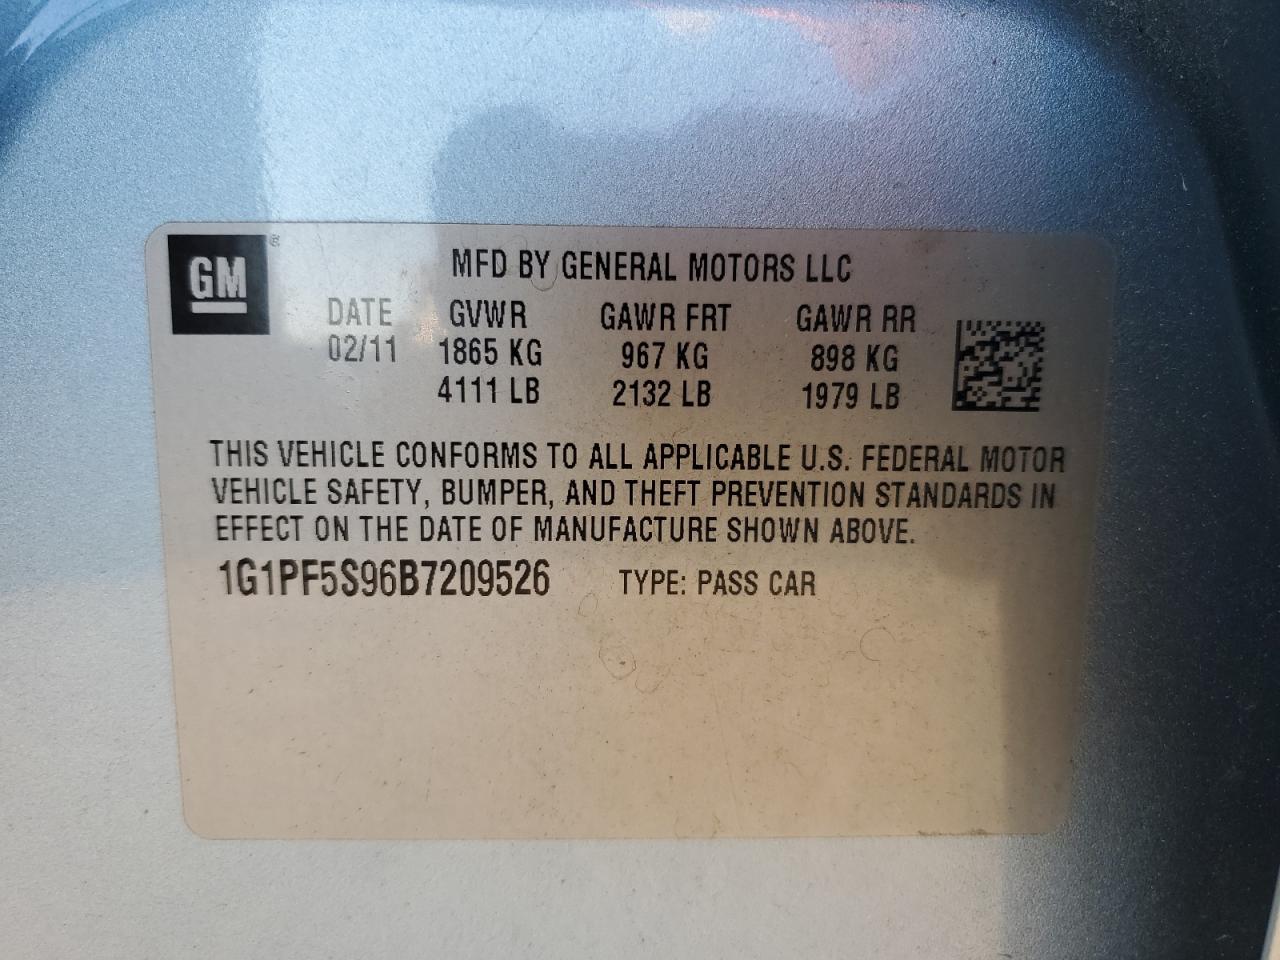 GM ®
MFD BY GENERAL MOTORS LLC
DATE GVWR GAWR FRT GAWR RR
02/11 1865 KG 967 KG 898 KG
4111 LB 2132 LB 1979 LB
THIS VEHICLE CONFORMS TO ALL APPLICABLE U.S. FEDERAL MOTOR
VEHICLE SAFETY, BUMPER, AND THEFT PREVENTION STANDARDS IN
EFFECT ON THE DATE OF MANUFACTURE SHOWN ABOVE.
1G1PF5S96B7209526 TYPE: PASS CAR